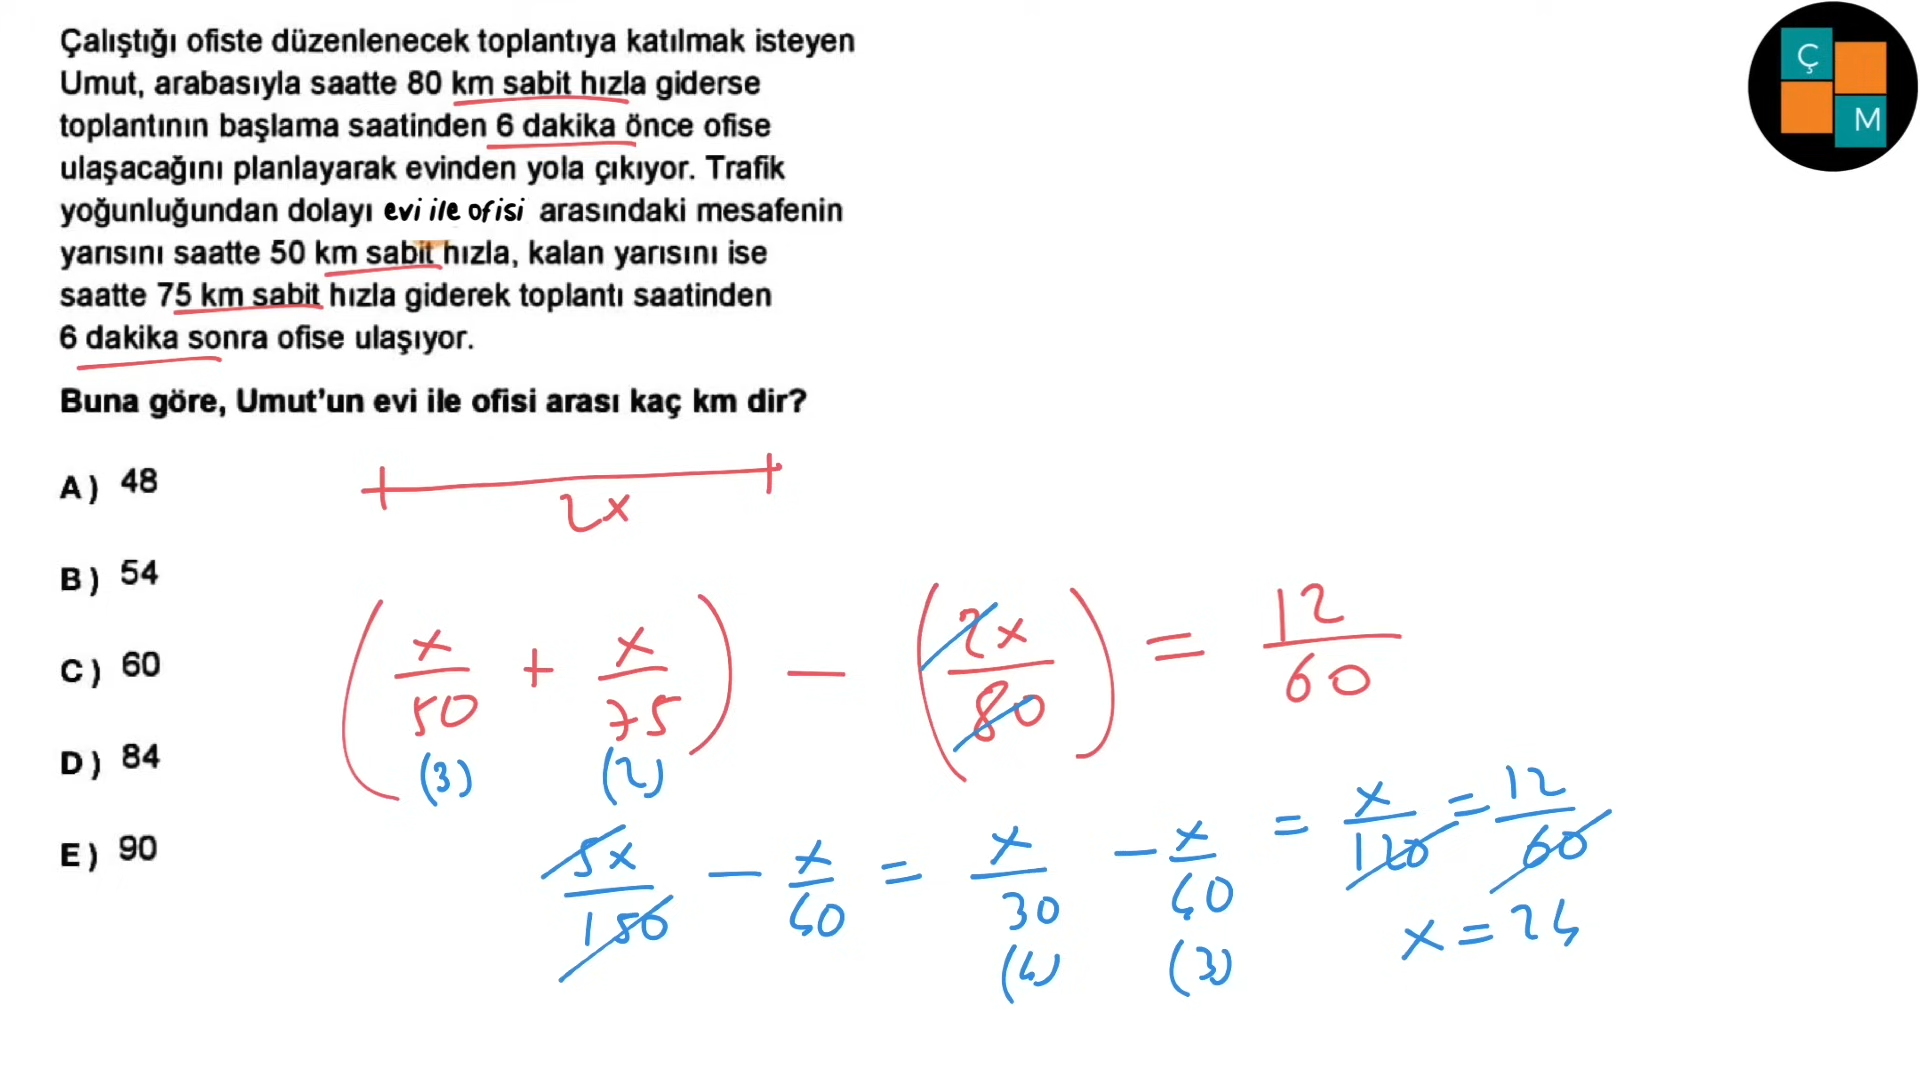 Çalıştığı ofiste düzenlenecek toplantıya katılmak isteyen
Umut, arabasıyla saatte 80 km sabit hızla giderse
toplantının başlama saatinden 6 dakika önce ofise
ulaşacağını planlayarak evinden yola çıkıyor. Trafik
yoğunluğundan dolayı evi ile ofisi arasındaki mesafenin
yarısını saatte 50 km sabit hızla, kalan yarısını ise
saatte 75 km sabit hızla giderek toplantı saatinden
6 dakika sonra ofise ulaşıyor.
Buna göre, Umut'un evi ile ofisi arası kaç km dir?
A) 48
B) 54
C) 60
D) 84
E) 90
2x
(x/50 + x/75) - (2x/80) = 12/60
(3) (2)
5x/150 - x/40 = x/30 - x/40 = x/120 = 12/60
(4) (3)
x = 24
Ç
M